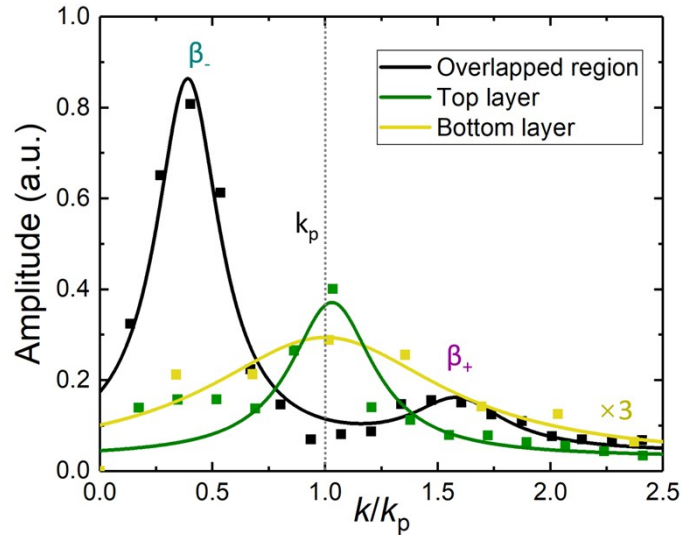 1.0
0.8
0.6
0.4
0.2
0.0
Amplitude (a.u.)
β-
Overlapped region
Top layer
Bottom layer
kp
β+
×3
0.0
0.5
1.0
1.5
2.0
2.5
k/kp